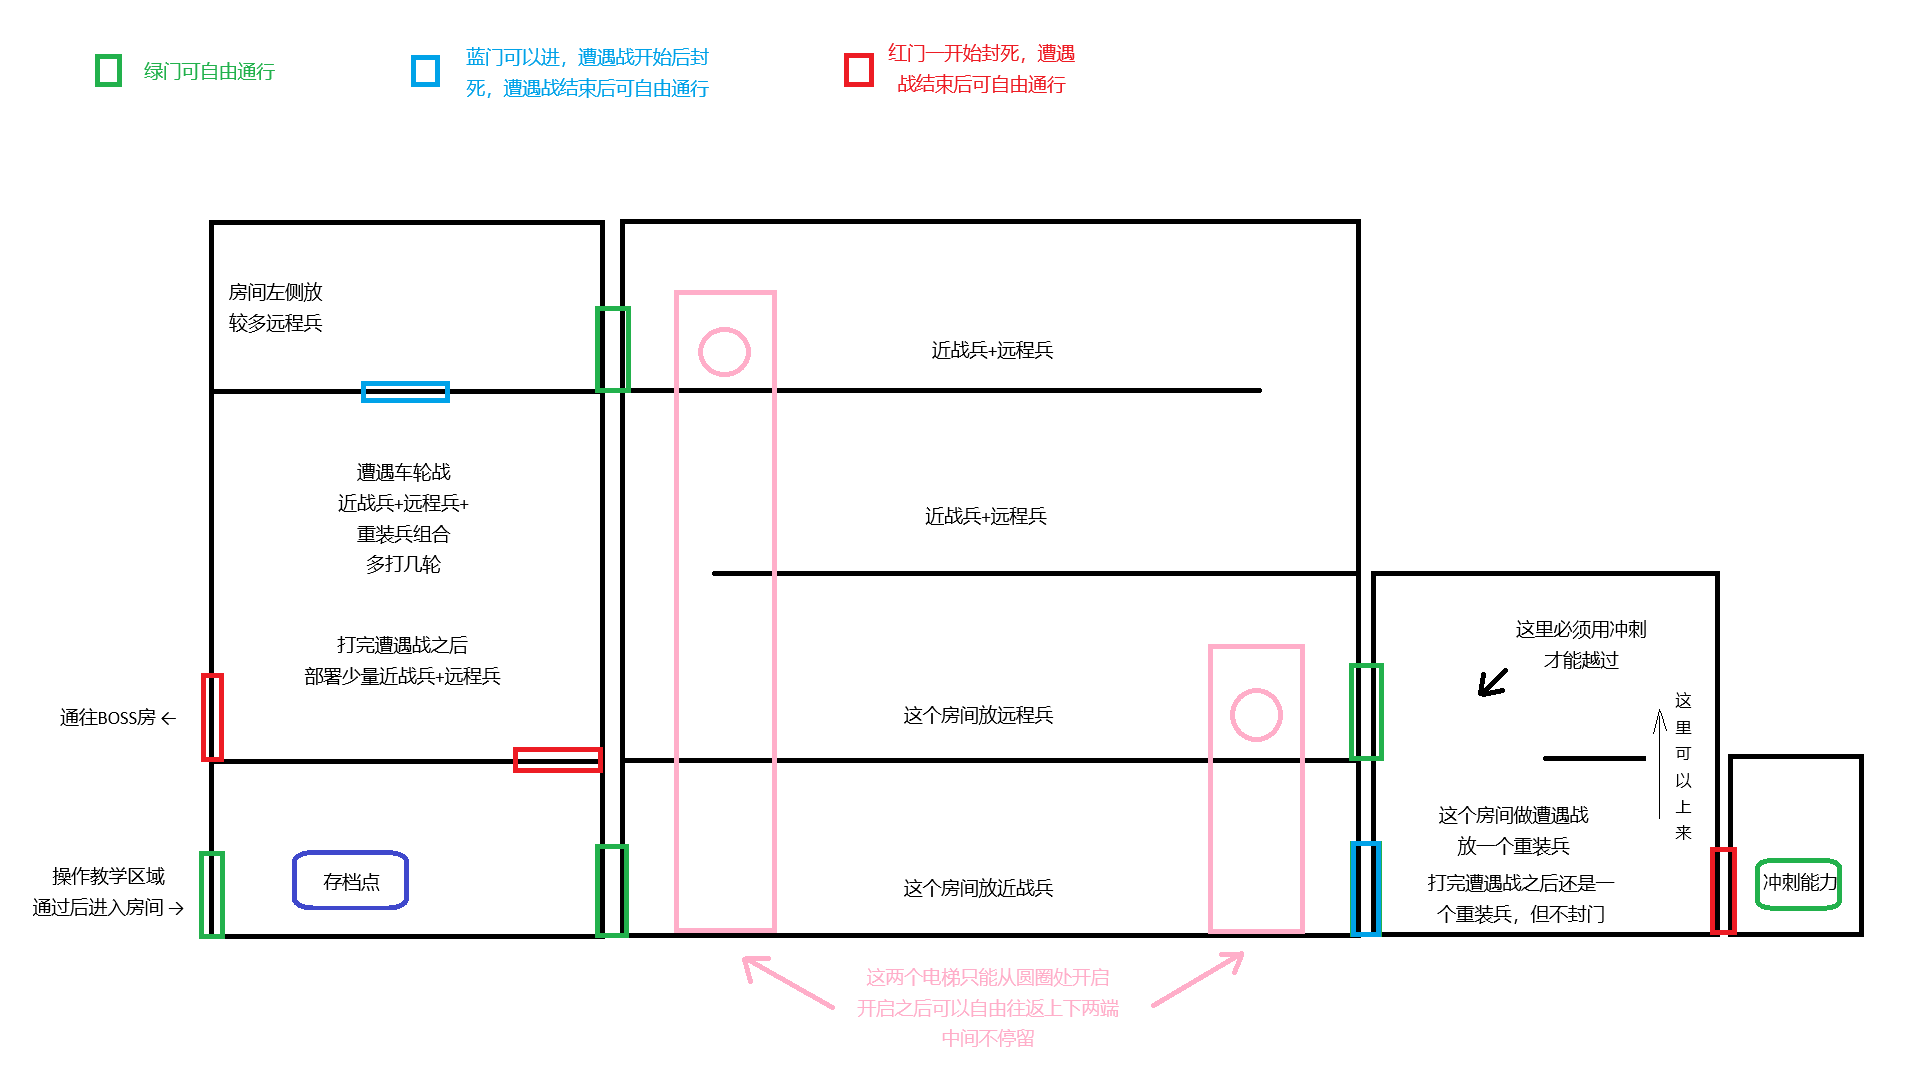 绿门可自由通行
蓝门可以进，遭遇战开始后封
死，遭遇战结束后可自由通行
红门一开始封死，遭遇
战结束后可自由通行
房间左侧放
较多远程兵
近战兵+远程兵
遭遇车轮战
近战兵+远程兵+
重装兵组合
多打几轮
近战兵+远程兵
打完遭遇战之后
部署少量近战兵+远程兵
这里必须用冲刺
才能越过
通往BOSS房 ←
这个房间放远程兵
这里可以上来
这个房间做遭遇战
放一个重装兵
打完遭遇战之后还是一
个重装兵，但不封门
操作教学区域
通过后进入房间 →
存档点
这个房间放近战兵
冲刺能力
这两个电梯只能从圆圈处开启
开启之后可以自由往返上下两端
中间不停留